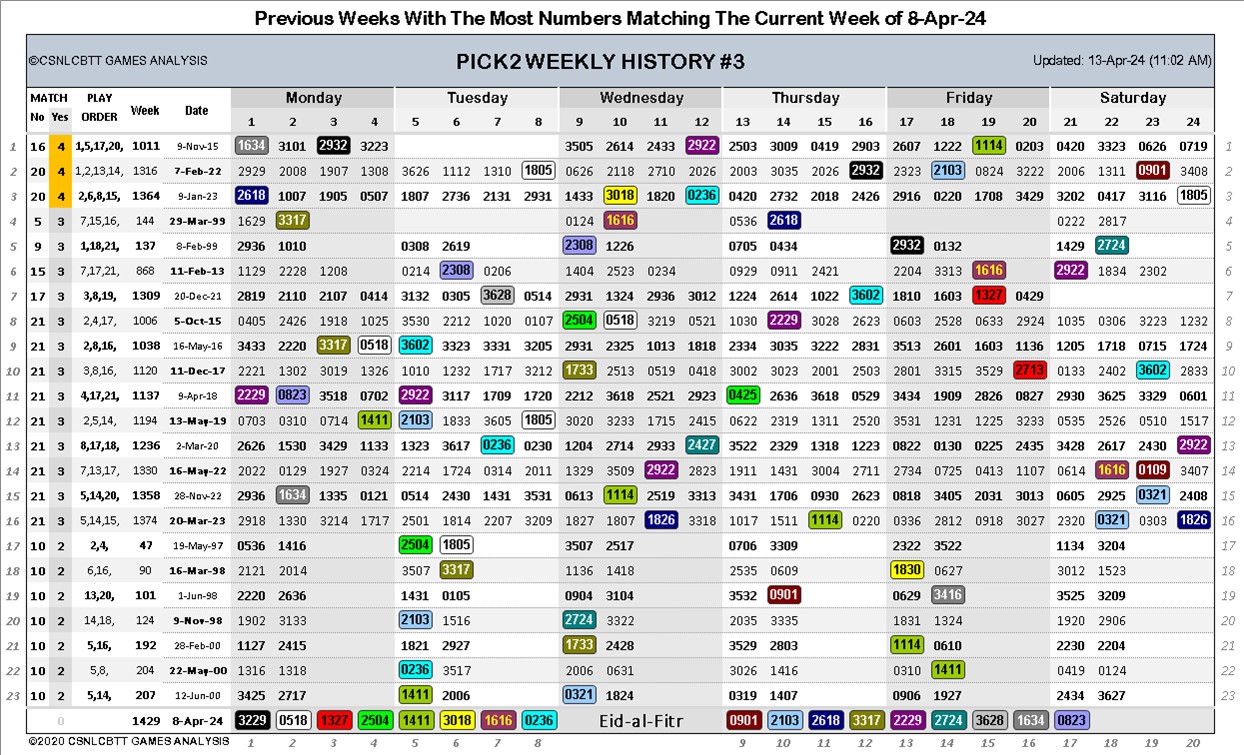 Previous Weeks With The Most Numbers Matching The Current Week of 8-Apr-24
©CSNLCBTT GAMES ANALYSIS PICK2 WEEKLY HISTORY #3 Updated: 13-Apr-24 (11:02 AM)
MATCH PLAY Week Date Monday Tuesday Wednesday Thursday Friday Saturday
No Yes ORDER 1 2 3 4 5 6 7 8 9 10 11 12 13 14 15 16 17 18 19 20 21 22 23 24
1 16 4 1,5,17,20, 1011 9-Nov-15 1634 3101 2932 3223 3505 2614 2433 2922 2503 3009 0419 2903 2607 1222 1114 0203 0420 3323 0626 0719 1
2 20 4 1,2,13,14, 1316 7-Feb-22 2929 2008 1907 1308 3626 1112 1310 1805 0626 2118 2710 2026 2003 3035 2026 2932 2323 2103 0824 3222 2006 1311 0901 3408 2
3 20 4 2,6,8,15, 1364 9-Jan-23 2618 1007 1905 0507 1807 2736 2131 2931 1433 3018 1820 0236 0420 2732 2018 2426 2916 0220 1708 3429 3202 0417 3116 1805 3
4 5 3 7,15,16, 144 29-Mar-99 1629 3317 0124 1616 0536 2618 0222 2817 4
5 9 3 1,18,21, 137 8-Feb-99 2936 1010 0308 2619 2308 1226 0705 0434 2932 0132 1429 2724 5
6 15 3 7,17,21, 868 11-Feb-13 1129 2228 1208 0214 2308 0206 1404 2523 0234 0929 0911 2421 2204 3313 1616 2922 1834 2302 6
7 17 3 3,8,19, 1309 20-Dec-21 2819 2110 2107 0414 3132 0305 3628 0514 2931 1324 2936 3012 1224 2614 1022 3602 1810 1603 1327 0429 7
8 21 3 2,4,17, 1006 5-Oct-15 0405 2426 1918 1025 3530 2212 1020 0107 2504 0518 3219 0521 1030 2229 3028 2623 0603 2528 0633 2924 1035 0306 3223 1232 8
9 21 3 2,8,16, 1038 16-May-16 3433 2220 3317 0518 3602 3323 3331 3205 2931 2325 1013 1818 2334 3035 3222 2831 3513 2601 1603 1136 1205 1718 0715 1724 9
10 21 3 3,8,16, 1120 11-Dec-17 2221 1302 3019 1326 1010 1232 1717 3212 1733 2513 0519 0418 3002 3023 2001 2503 2801 3315 3529 2713 0133 2402 3602 2833 10
11 21 3 4,17,21, 1137 9-Apr-18 2229 0823 3518 0702 2922 3117 1709 1720 2212 3618 2521 2923 0425 2636 3618 0529 3434 1909 2826 0827 2930 3625 3329 0601 11
12 21 3 2,5,14, 1194 13-May-19 0703 0310 0714 1411 2103 1833 3605 1805 3020 3233 1715 2415 0622 2319 1311 2520 3531 1231 1225 3233 0535 2526 0510 1517 12
13 21 3 8,17,18, 1236 2-Mar-20 2626 1530 3429 1133 1323 3617 0236 0230 1204 2714 2933 2427 3522 2329 1318 1223 0822 0130 0225 2435 3428 2617 2430 2922 13
14 21 3 7,13,17, 1330 16-May-22 2022 0129 1927 0324 2214 1724 0314 2011 1329 3509 2922 2823 1911 1431 3004 2711 2734 0725 0413 1107 0614 1616 0109 3407 14
15 21 3 5,14,20, 1358 28-Nov-22 2936 1634 1335 0121 0514 2430 1431 3531 0613 1114 2519 3313 3431 1706 0930 2623 0818 3405 2031 3013 0605 2925 0321 2408 15
16 21 3 5,14,15, 1374 20-Mar-23 2918 1330 3214 1717 2501 1814 2207 3209 1827 1807 1826 3318 1017 1511 1114 0220 0336 2812 0918 3027 2320 0321 0303 1826 16
17 10 2 2,4, 47 19-May-97 0536 1416 2504 1805 3507 2517 0706 3309 2322 3522 1134 3204 17
18 10 2 6,16, 90 16-Mar-98 2121 2014 3507 3317 1136 1418 2535 0609 1830 0627 3012 1523 18
19 10 2 13,20, 101 1-Jun-98 2220 2636 1431 0105 0904 3104 3532 0901 0629 3416 3525 3209 19
20 10 2 14,18, 124 9-Nov-98 1902 3133 2103 1516 2724 3322 2035 3335 1831 1324 1920 2906 20
21 10 2 5,16, 192 28-Feb-00 1127 2415 1821 2927 1733 2428 3529 2803 1114 0610 2230 2204 21
22 10 2 5,8, 204 22-May-00 1316 1318 0236 3517 2006 0631 3026 1416 0310 1411 0419 0124 22
23 10 2 5,14, 207 12-Jun-00 3425 2717 1411 2006 0321 1824 0319 1407 0906 1927 2434 3627 23
0 1429 8-Apr-24 3229 0518 1327 2504 1411 3018 1616 0236 Eid-al-Fitr 0901 2103 2618 3317 2229 2724 3628 1634 0823
©2020 CSNLCBTT GAMES ANALYSIS 1 2 3 4 5 6 7 8 9 10 11 12 13 14 15 16 17 18 19 20